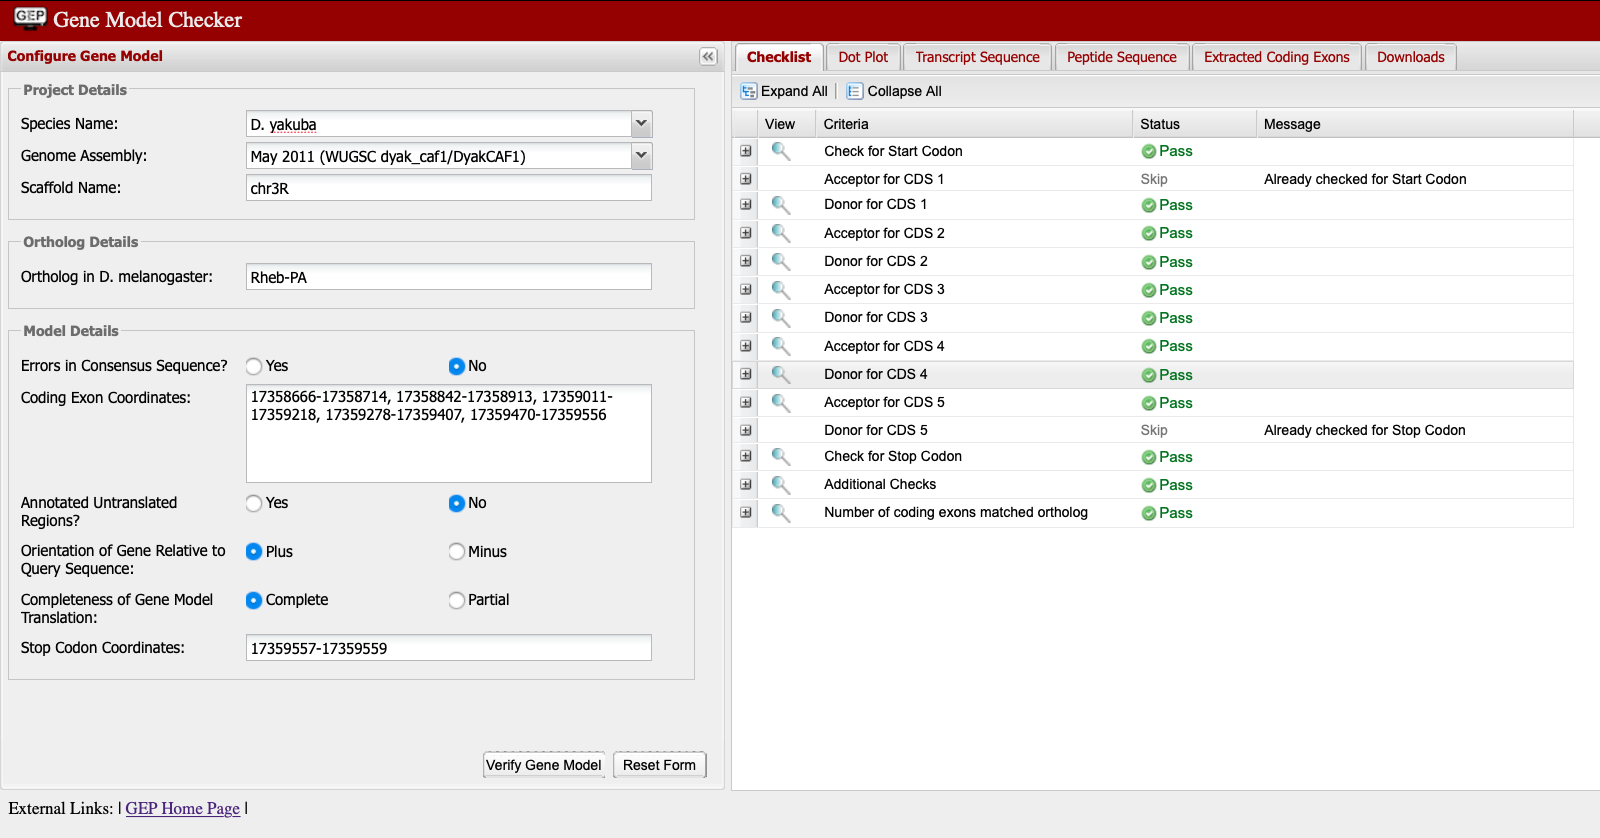 GEP Gene Model Checker
Configure Gene Model
Project Details
Species Name: D. yakuba
Genome Assembly: May 2011 (WUGSC dyak_caf1/DyakCAF1)
Scaffold Name: chr3R
Ortholog Details
Ortholog in D. melanogaster: Rheb-PA
Model Details
Errors in Consensus Sequence? Yes No
Coding Exon Coordinates: 17358666-17358714, 17358842-17358913, 17359011-
17359218, 17359278-17359407, 17359470-17359556
Annotated Untranslated Yes No
Regions?
Orientation of Gene Relative to Plus Minus
Query Sequence:
Completeness of Gene Model Complete Partial
Translation:
Stop Codon Coordinates: 17359557-17359559
Verify Gene Model Reset Form
Checklist Dot Plot Transcript Sequence Peptide Sequence Extracted Coding Exons Downloads
Expand All Collapse All
View Criteria Status Message
Check for Start Codon Pass
Acceptor for CDS 1 Skip Already checked for Start Codon
Donor for CDS 1 Pass
Acceptor for CDS 2 Pass
Donor for CDS 2 Pass
Acceptor for CDS 3 Pass
Donor for CDS 3 Pass
Acceptor for CDS 4 Pass
Donor for CDS 4 Pass
Acceptor for CDS 5 Pass
Donor for CDS 5 Skip Already checked for Stop Codon
Check for Stop Codon Pass
Additional Checks Pass
Number of coding exons matched ortholog Pass
External Links: | GEP Home Page |